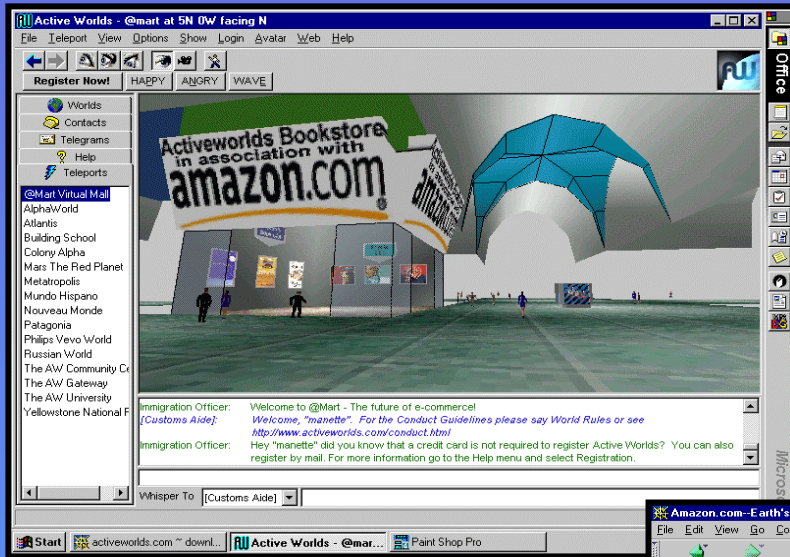 Active Worlds - @mart at 5N 0W facing N
File Teleport View Options Show Login Avatar Web Help
Register Now! HAPPY ANGRY WAVE
AW
Office
Worlds
Contacts
Telegrams
Help
Teleports
@Mart Virtual Mall
AlphaWorld
Atlantis
Building School
Colony Alpha
Mars The Red Planet
Metatropolis
Mundo Hispano
Nouveau Monde
Patagonia
Philips Vevo World
Russian World
The AW Community Ce
The AW Gateway
The AW University
Yellowstone National P
Activeworlds Bookstore
in association with
amazon.com
Immigration Officer: Welcome to @Mart - The future of e-commerce!
[Customs Aide]: Welcome, "manette". For the Conduct Guidelines please say World Rules or see
http://www.activeworlds.com/conduct.html
Immigration Officer: Hey "manette" did you know that a credit card is not required to register Active Worlds? You can also
register by mail. For more information go to the Help menu and select Registration.
Whisper To [Customs Aide]
Amazon.com--Earth's
File Edit View Go Co
Start activeworlds.com ~ downl... Active Worlds - @mar... Paint Shop Pro